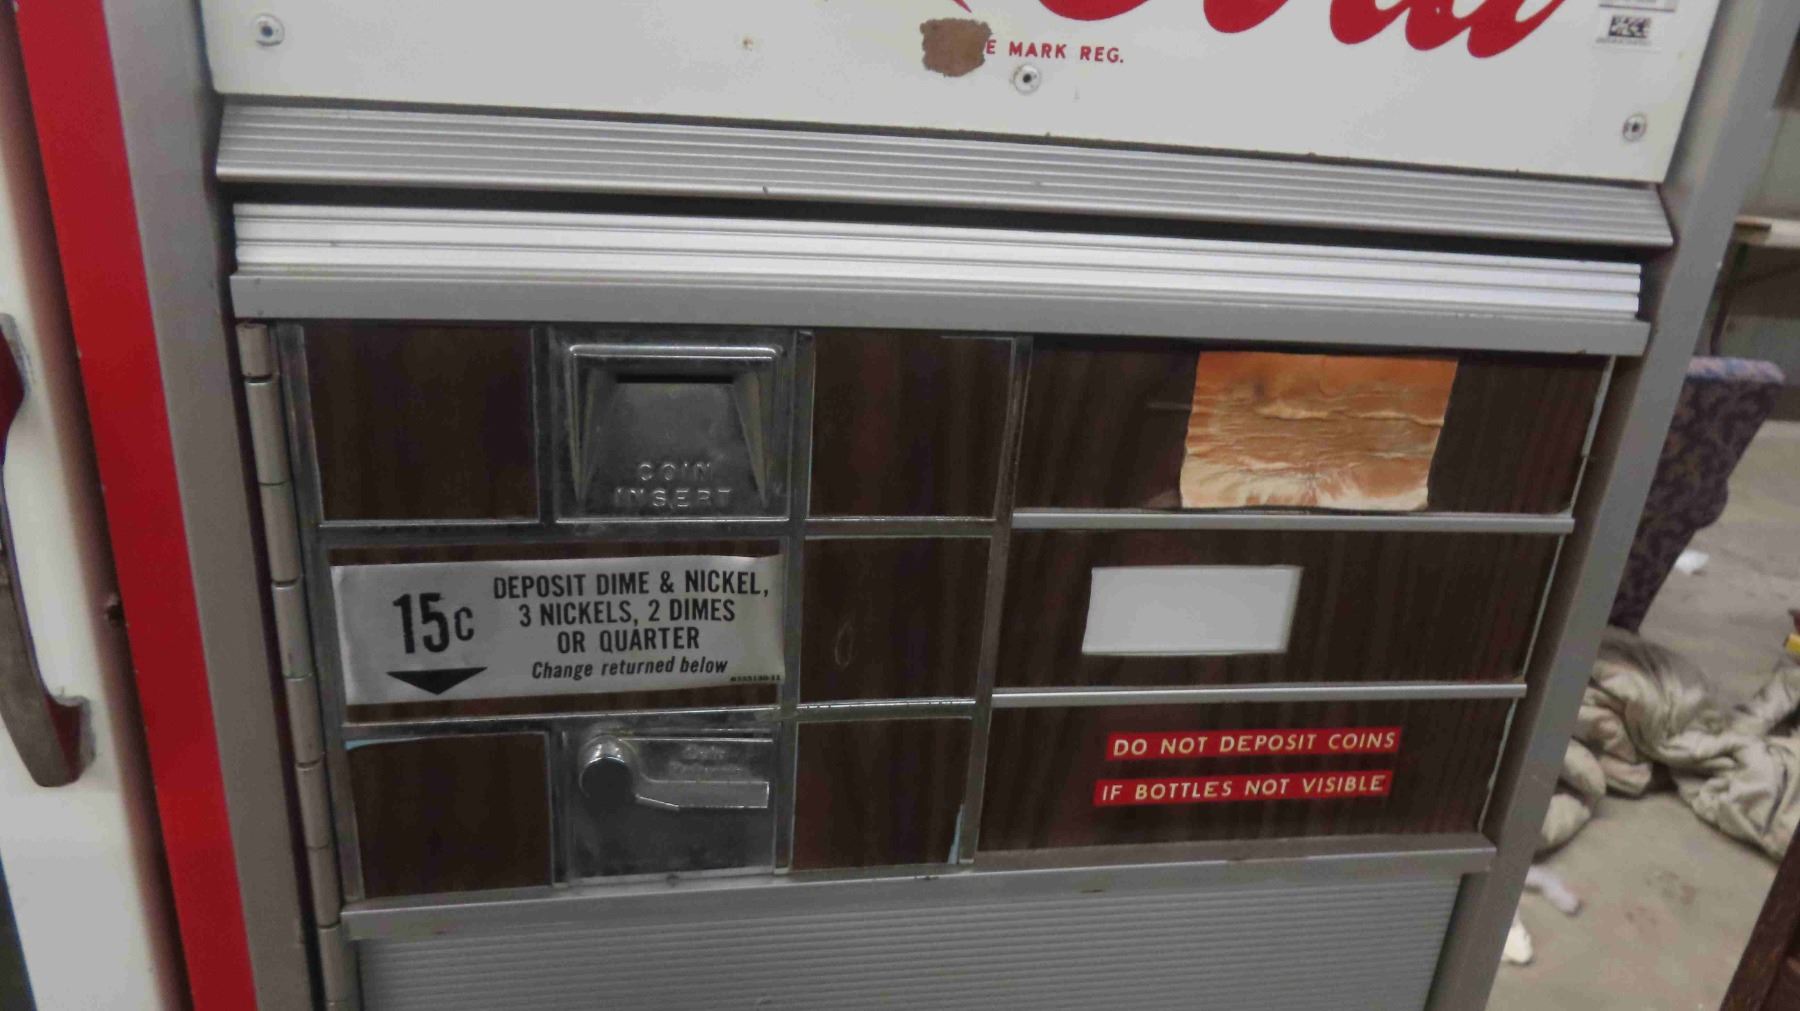 E MARK REG.
COIN
INSERT
15¢
DEPOSIT DIME & NICKEL,
3 NICKELS, 2 DIMES
OR QUARTER
Change returned below
DO NOT DEPOSIT COINS
IF BOTTLES NOT VISIBLE